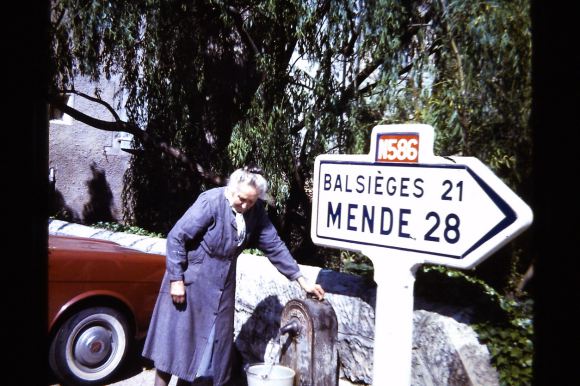 N586
BALSIÈGES 21
MENDE 28